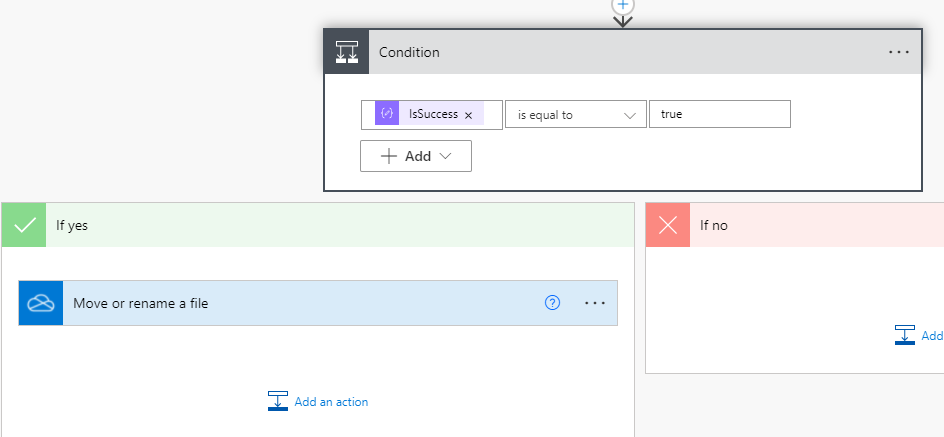 Condition
IsSuccess
is equal to
true
Add
If yes
If no
Move or rename a file
Add
Add an action